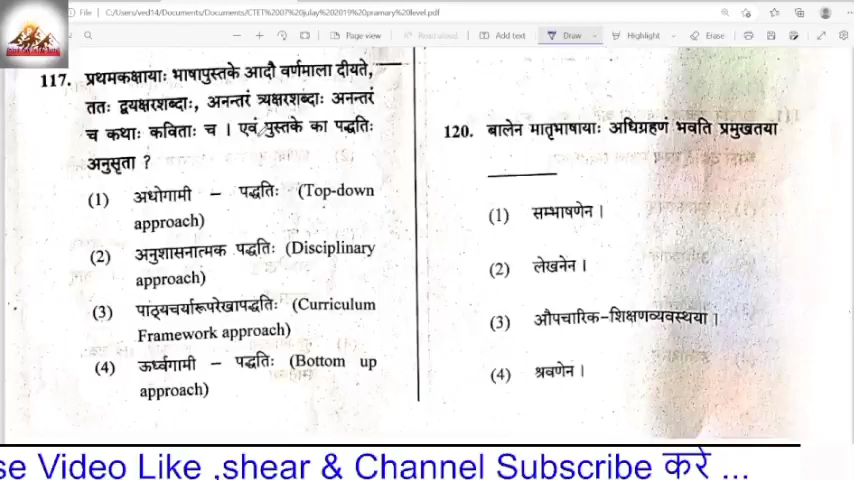 File
C:/Users/ved14/Documents/Documents/CTET%2007%20julay%202019%20pramary%20level.pdf
Page view
Read aloud
Add text
Draw
Highlight
Erase
117. प्रथमकक्षायाः भाषापुस्तके आदौ वर्णमाला दीयते,
ततः द्वयक्षरशब्दाः, अनन्तरं त्र्यक्षरशब्दाः अनन्तरं
च कथाः कविताः च । एवं पुस्तके का पद्धतिः
अनुसृता ?
(1) अधोगामी – पद्धतिः (Top-down
approach)
(2) अनुशासनात्मक पद्धतिः (Disciplinary
approach)
(3) पाठ्यचर्यारूपरेखापद्धतिः (Curriculum
Framework approach)
(4) ऊर्ध्वगामी – पद्धतिः (Bottom up
approach)
120. बालेन मातृभाषायाः अधिग्रहणं भवति प्रमुखतया
(1) सम्भाषणेन ।
(2) लेखनेन ।
(3) औपचारिक-शिक्षणव्यवस्थया ।
(4) श्रवणेन ।
se Video Like ,shear & Channel Subscribe करे ...